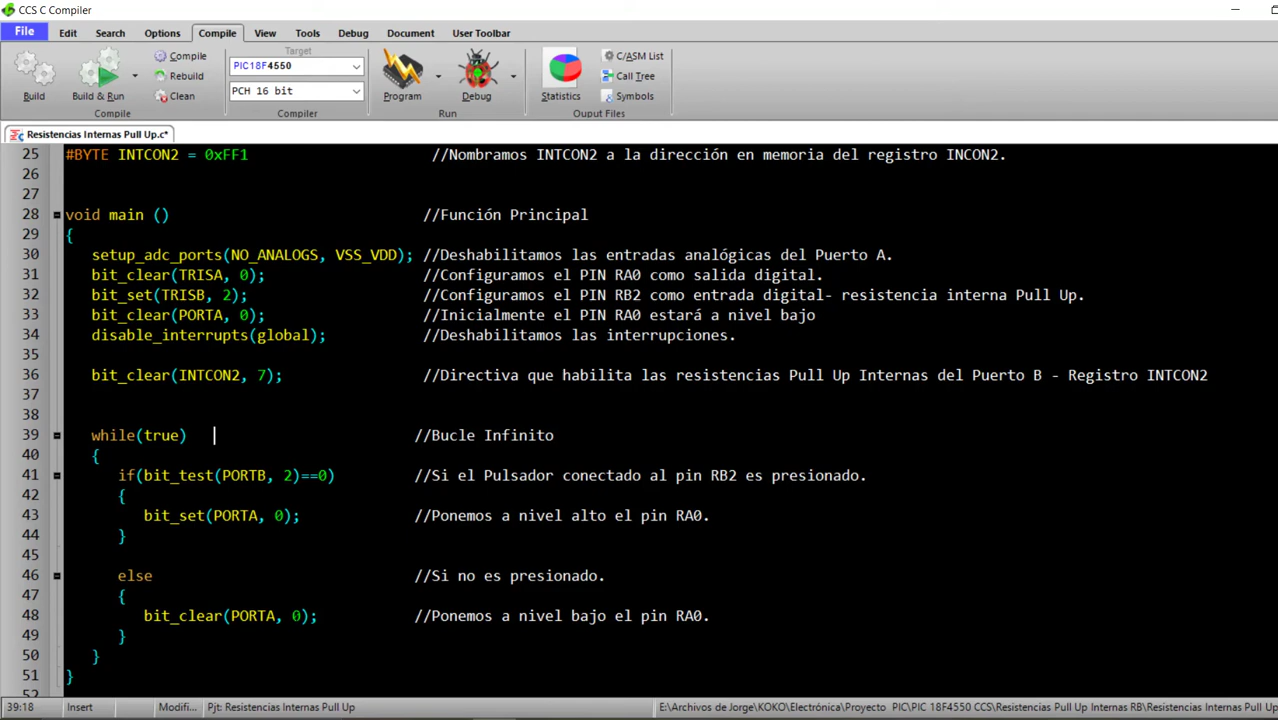 CCS C Compiler
File Edit Search Options Compile View Tools Debug Document User Toolbar
Build
Build & Run
Compile
Rebuild
Clean
Compile
Target
PIC18F4550
PCH 16 bit
Compiler
Program
Debug
Run
Statistics
C/ASM List
Call Tree
Symbols
Ouput Files
Resistencias Internas Pull Up.c*
25 #BYTE INTCON2 = 0xFF1 //Nombramos INTCON2 a la dirección en memoria del registro INCON2.
26
27
28 void main () //Función Principal
29 {
30 setup_adc_ports(NO_ANALOGS, VSS_VDD); //Deshabilitamos las entradas analógicas del Puerto A.
31 bit_clear(TRISA, 0); //Configuramos el PIN RA0 como salida digital.
32 bit_set(TRISB, 2); //Configuramos el PIN RB2 como entrada digital- resistencia interna Pull Up.
33 bit_clear(PORTA, 0); //Inicialmente el PIN RA0 estará a nivel bajo
34 disable_interrupts(global); //Deshabilitamos las interrupciones.
35
36 bit_clear(INTCON2, 7); //Directiva que habilita las resistencias Pull Up Internas del Puerto B - Registro INTCON2
37
38
39 while(true) //Bucle Infinito
40 {
41 if(bit_test(PORTB, 2)==0) //Si el Pulsador conectado al pin RB2 es presionado.
42 {
43 bit_set(PORTA, 0); //Ponemos a nivel alto el pin RA0.
44 }
45
46 else //Si no es presionado.
47 {
48 bit_clear(PORTA, 0); //Ponemos a nivel bajo el pin RA0.
49 }
50 }
51 }
52
39:18 Insert Modifi... Pjt: Resistencias Internas Pull Up E:\Archivos de Jorge\KOKO\Electrónica\Proyecto PIC\PIC 18F4550 CCS\Resistencias Pull Up Internas RB\Resistencias Internas Pull Up